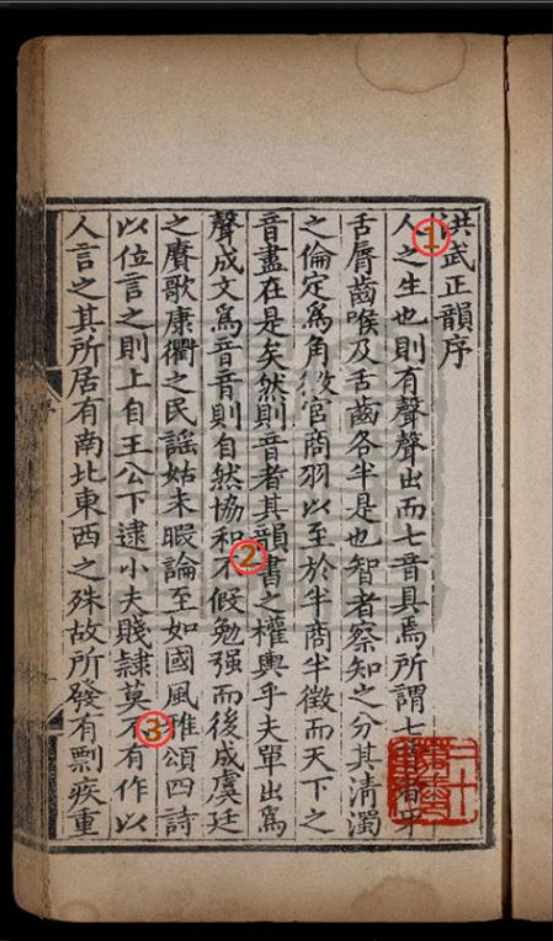 洪武正韻序
①
人之生也則有聲聲出而七音具焉所謂七音者牙
舌脣齒喉及舌齒各半是也智者察知之分其清濁
之倫定爲角徵宫商羽以至於半商半徵而天下之
音盡在是矣然則音者其韻書之權輿乎夫單出爲
②
聲成文爲音音則自然協和不假勉强而後成虞廷
之賡歌康衢之民謡姑未暇論至如國風雅頌四詩
③
以位言之則上自王公下逮小夫賤隸莫不有作以
人言之其所居有南北東西之殊故所發有剽疾重